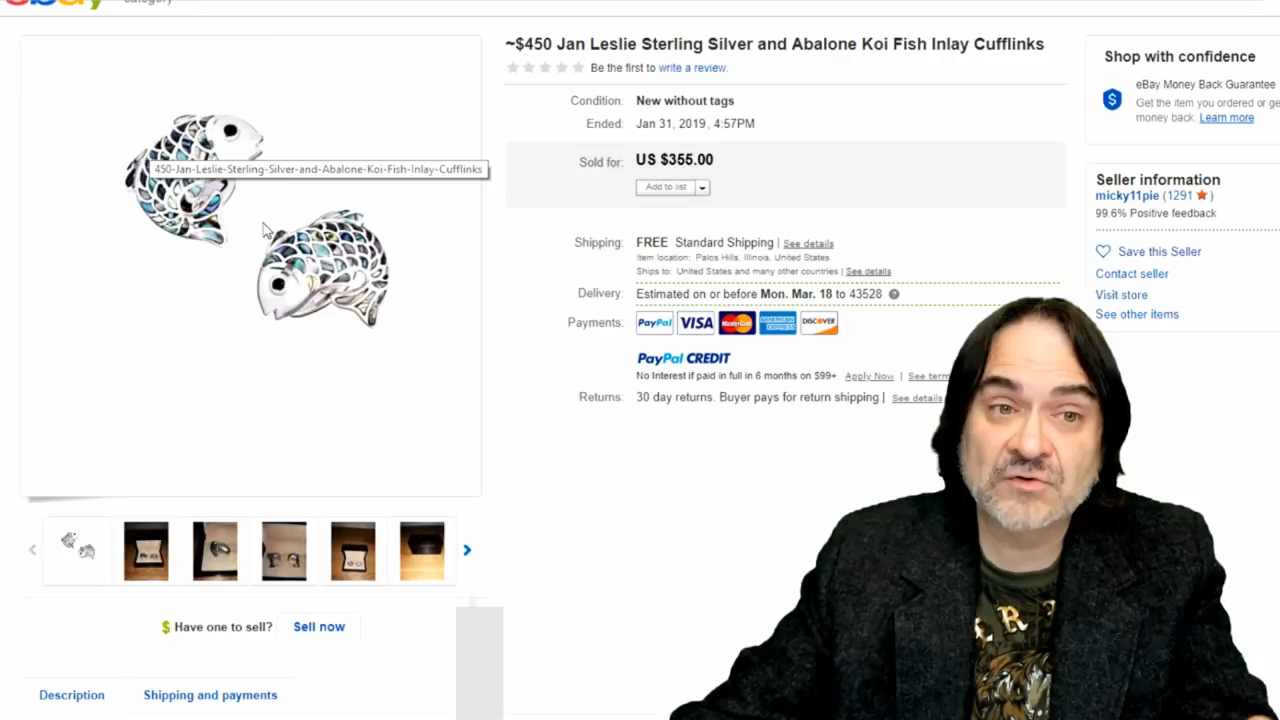 ebay
category
~$450 Jan Leslie Sterling Silver and Abalone Koi Fish Inlay Cufflinks
Be the first to write a review.
Condition: New without tags
Ended: Jan 31, 2019 , 4:57PM
Sold for: US $355.00
Add to list
Shipping: FREE Standard Shipping | See details
Item location: Palos Hills, Illinois, United States
Ships to: United States and many other countries | See details
Delivery: Estimated on or before Mon. Mar. 18 to 43528 ?
Payments: PayPal VISA MasterCard AMERICAN EXPRESS DISCOVER
PayPal CREDIT
No Interest if paid in full in 6 months on $99+. Apply Now | See term
Returns: 30 day returns. Buyer pays for return shipping | See details
450-Jan-Leslie-Sterling-Silver-and-Abalone-Koi-Fish-Inlay-Cufflinks
$ Have one to sell? Sell now
Description
Shipping and payments
Shop with confidence
eBay Money Back Guarantee
Get the item you ordered or ge
money back. Learn more
Seller information
micky11pie (1291 ★ )
99.6% Positive feedback
Save this Seller
Contact seller
Visit store
See other items